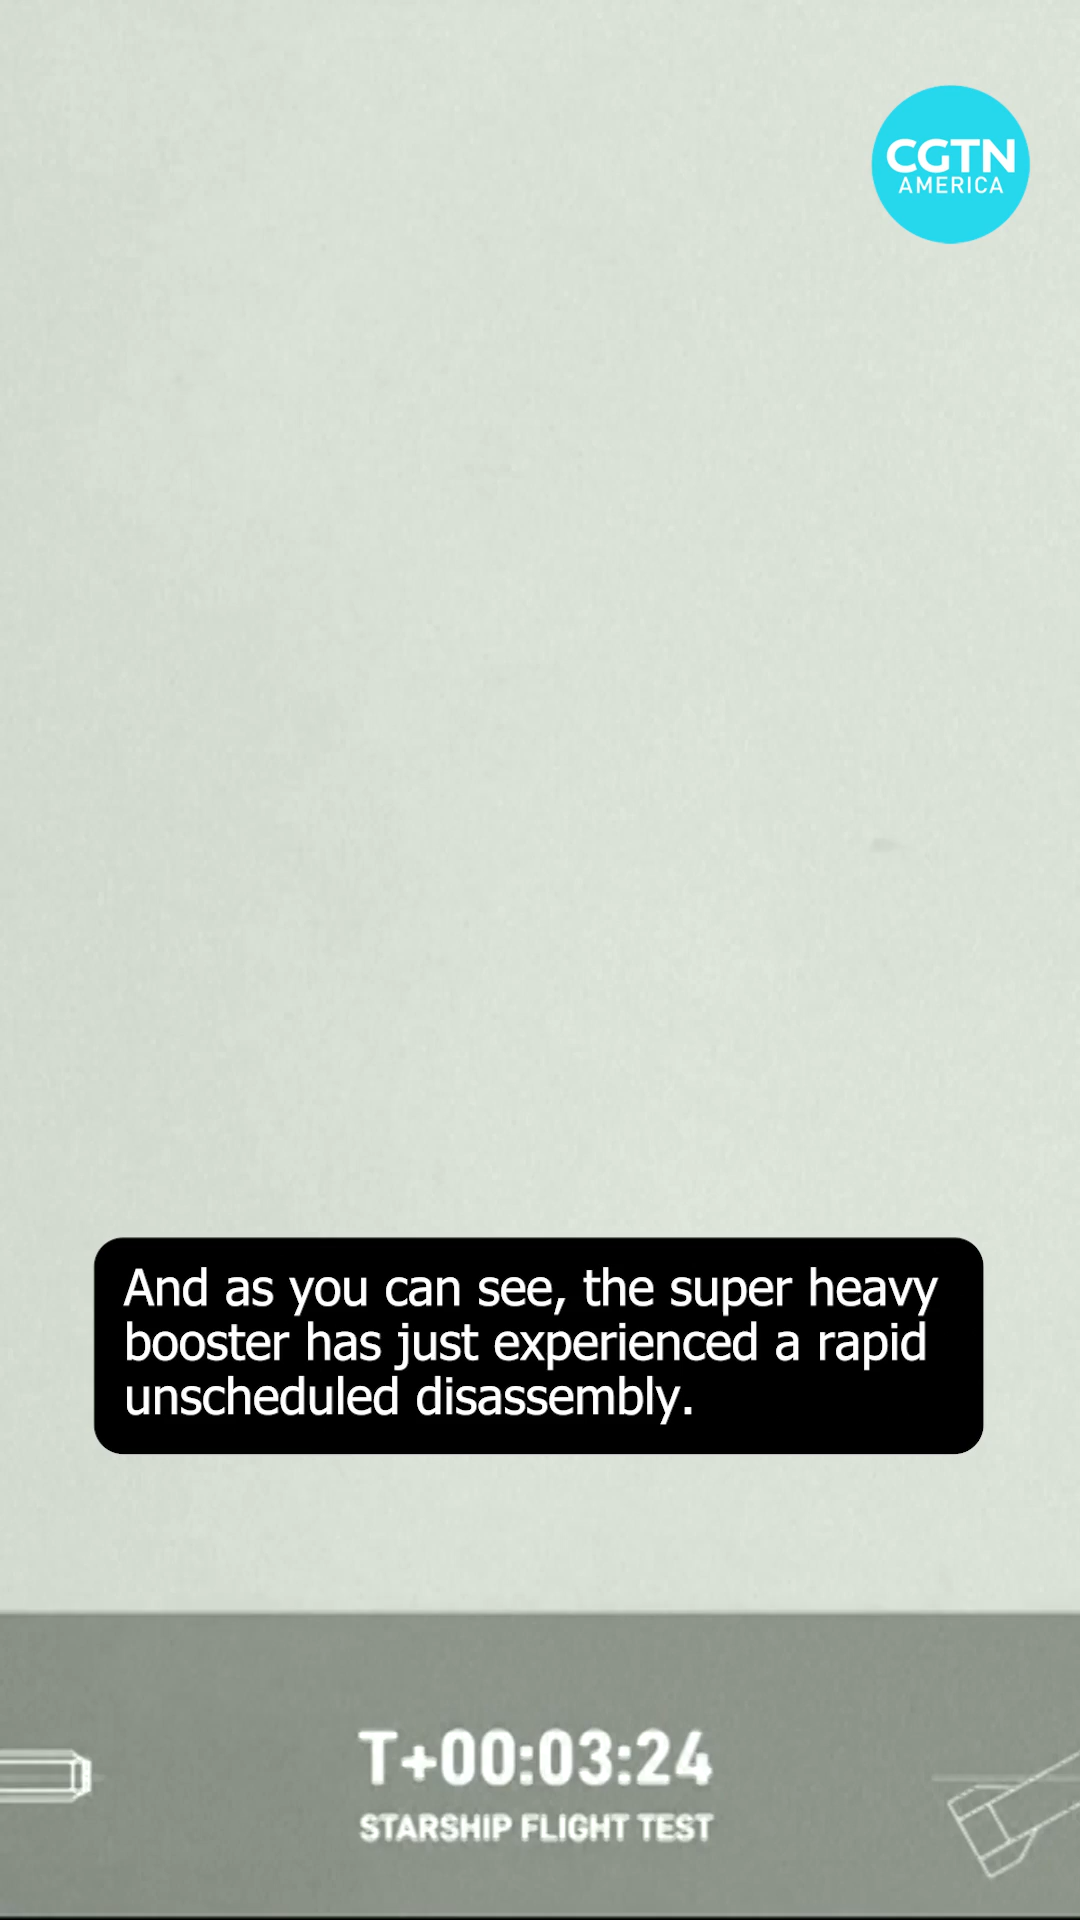 CGTN
AMERICA
And as you can see, the super heavy
booster has just experienced a rapid
unscheduled disassembly.
T+00:03:24
STARSHIP FLIGHT TEST